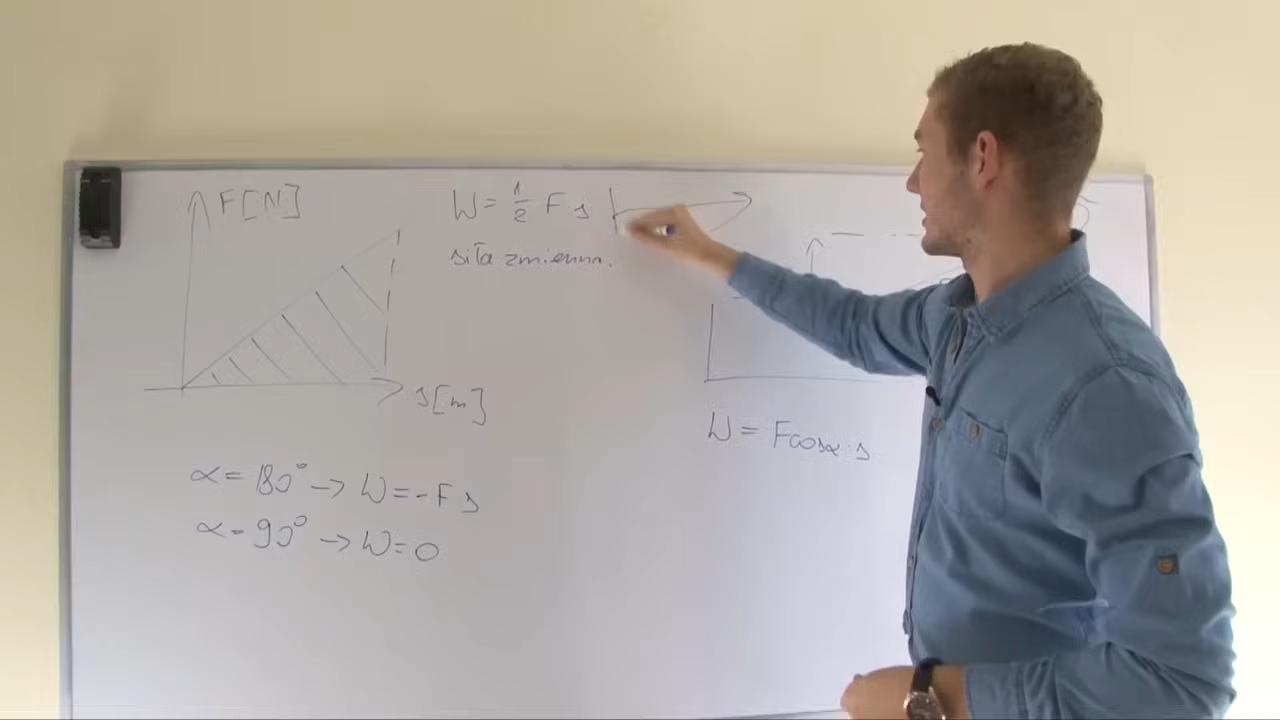 F[N]
W = 1/2 F·s
siła zmienna.
s[m]
α = 180° → W = -F s
α = 90° → W = 0
W = Fcosα·s